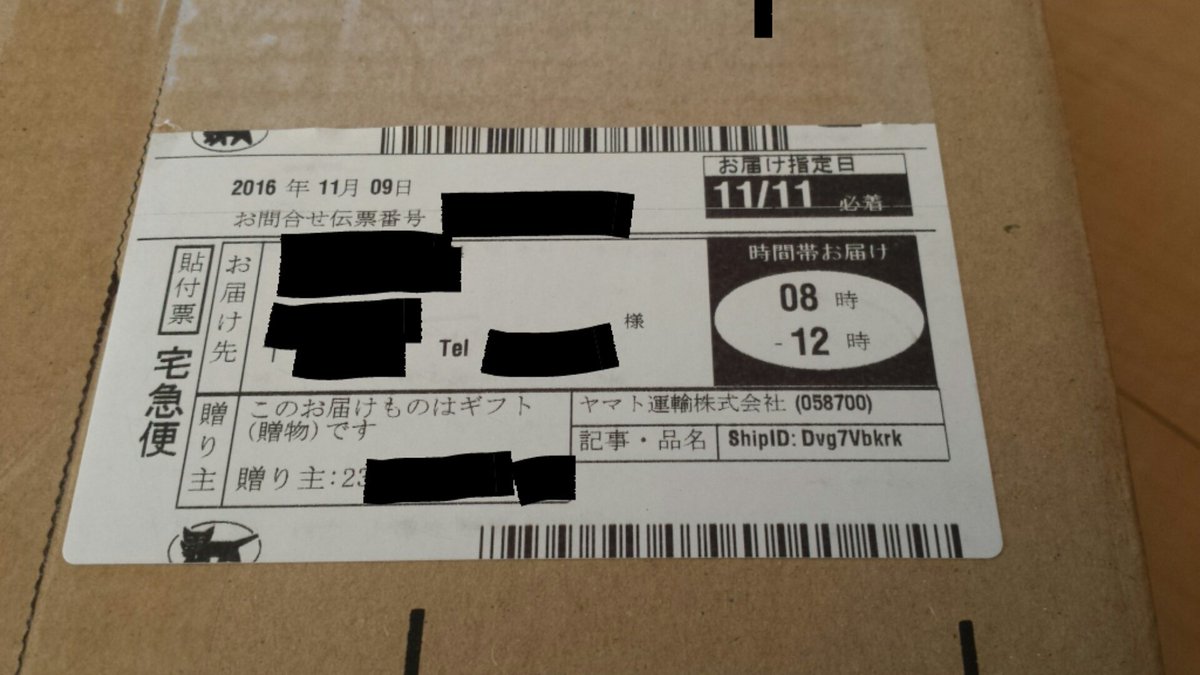 お届け指定日
2016 年 11月 09日
11/11 必着
お問合せ伝票番号
時間帯お届け
08 時
- 12 時
貼付票
宅急便
お届け先
様
Tel
贈り主
このお届けものはギフト
(贈物)です
贈り主:23
ヤマト運輸株式会社 (058700)
記事・品名 ShipID: Dvg7Vbkrk